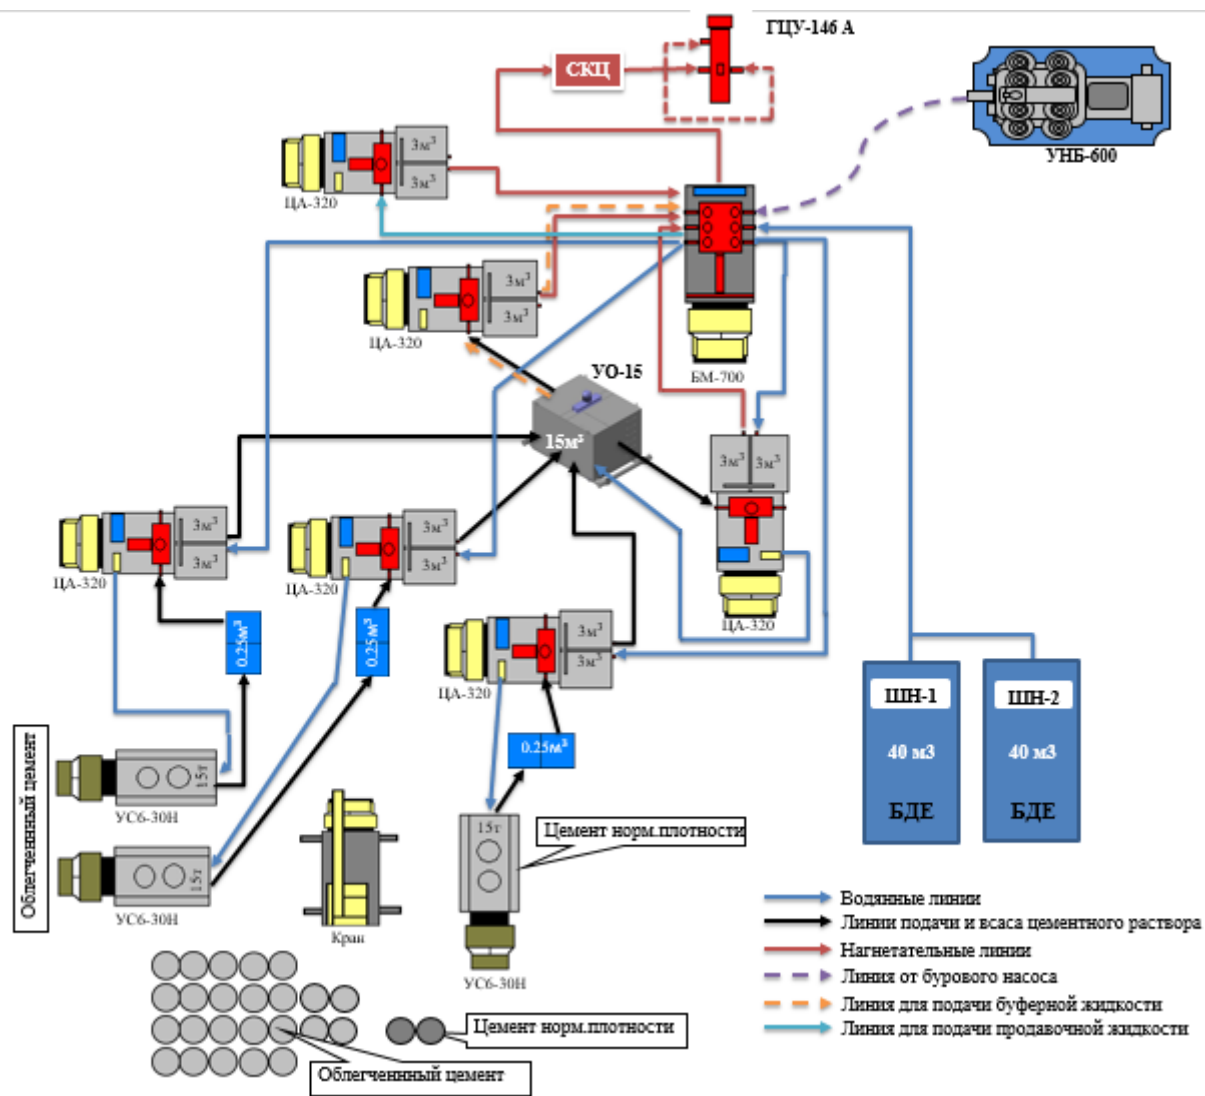 ГЦУ-146 А
СКЦ
УНБ-600
3м³
3м³
ЦА-320
3м³
3м³
ЦА-320
БМ-700
УО-15
15м³
3м³
3м³
ЦА-320
3м³
3м³
ЦА-320
3м³
3м³
ЦА-320
3м³
3м³
ЦА-320
0.25м³
0.25м³
0.25м³
ШН-1
40 м3
БДЕ
ШН-2
40 м3
БДЕ
Облегченнный цемент
15т
УС6-30Н
15т
УС6-30Н
Кран
15т
УС6-30Н
Цемент норм.плотности
Цемент норм.плотности
Облегченнный цемент
Водянные линии
Линии подачи и всаса цементного раствора
Нагнетательные линии
Линия от бурового насоса
Линия для подачи буферной жидкости
Линия для подачи продавочной жидкости